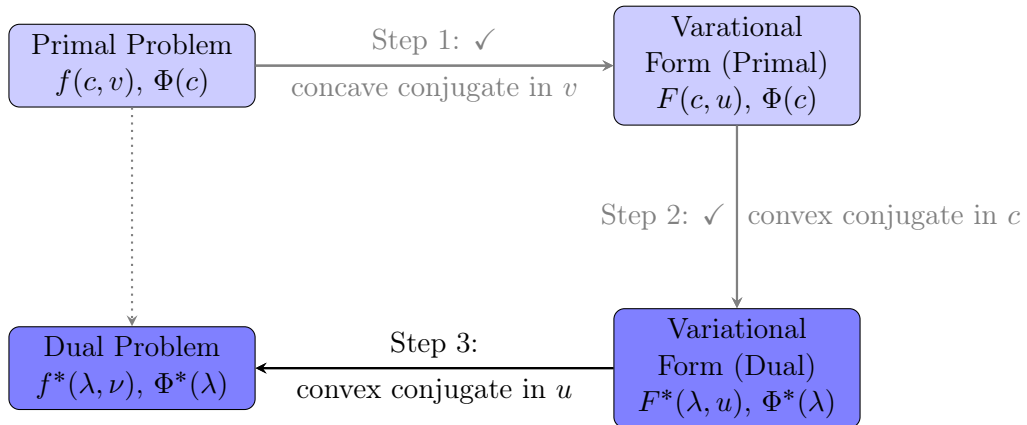 Primal Problem
f(c, v), Φ(c)
Step 1: ✓
concave conjugate in v
Varational
Form (Primal)
F(c, u), Φ(c)
Step 2: ✓ convex conjugate in c
Dual Problem
f*(λ, ν), Φ*(λ)
Step 3:
convex conjugate in u
Variational
Form (Dual)
F*(λ, u), Φ*(λ)